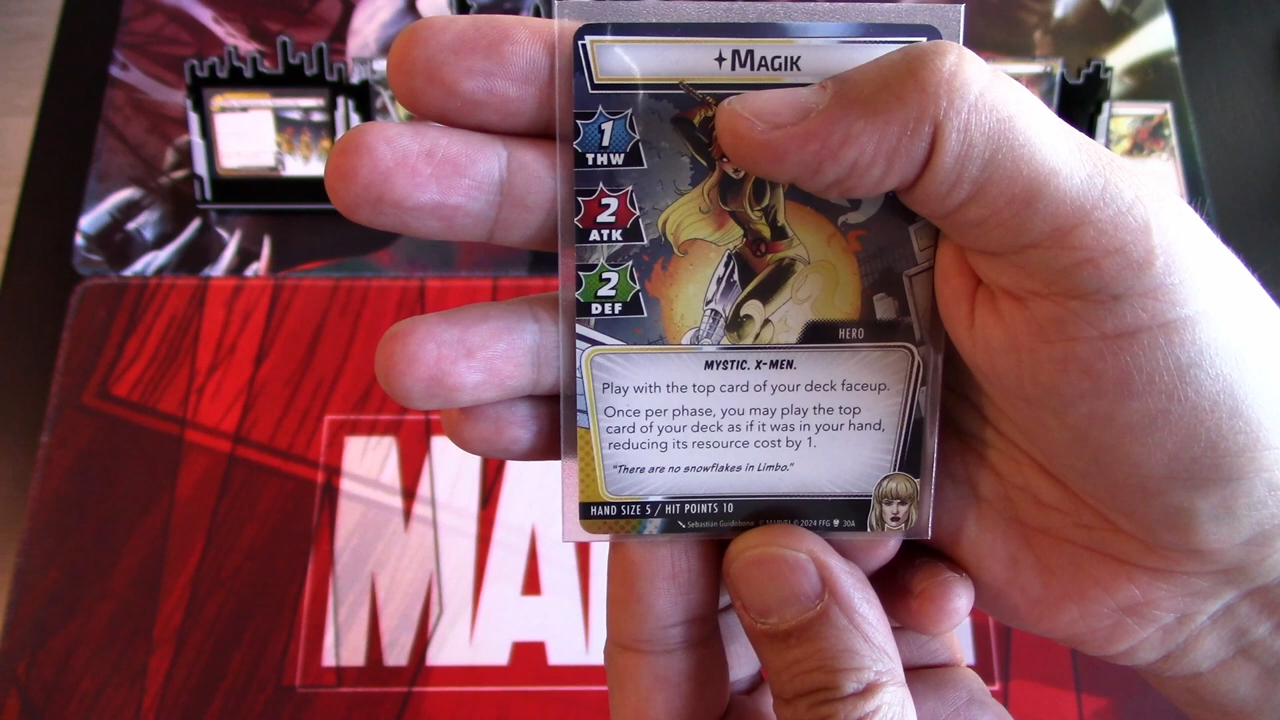 MAGIK
1
THW
2
ATK
2
DEF
HERO
MYSTIC. X-MEN.
Play with the top card of your deck faceup.
Once per phase, you may play the top
card of your deck as if it was in your hand,
reducing its resource cost by 1.
"There are no snowflakes in Limbo."
HAND SIZE 5 / HIT POINTS 10
Sebastián Guidobono © MARVEL © 2024 FFG 30A
MA